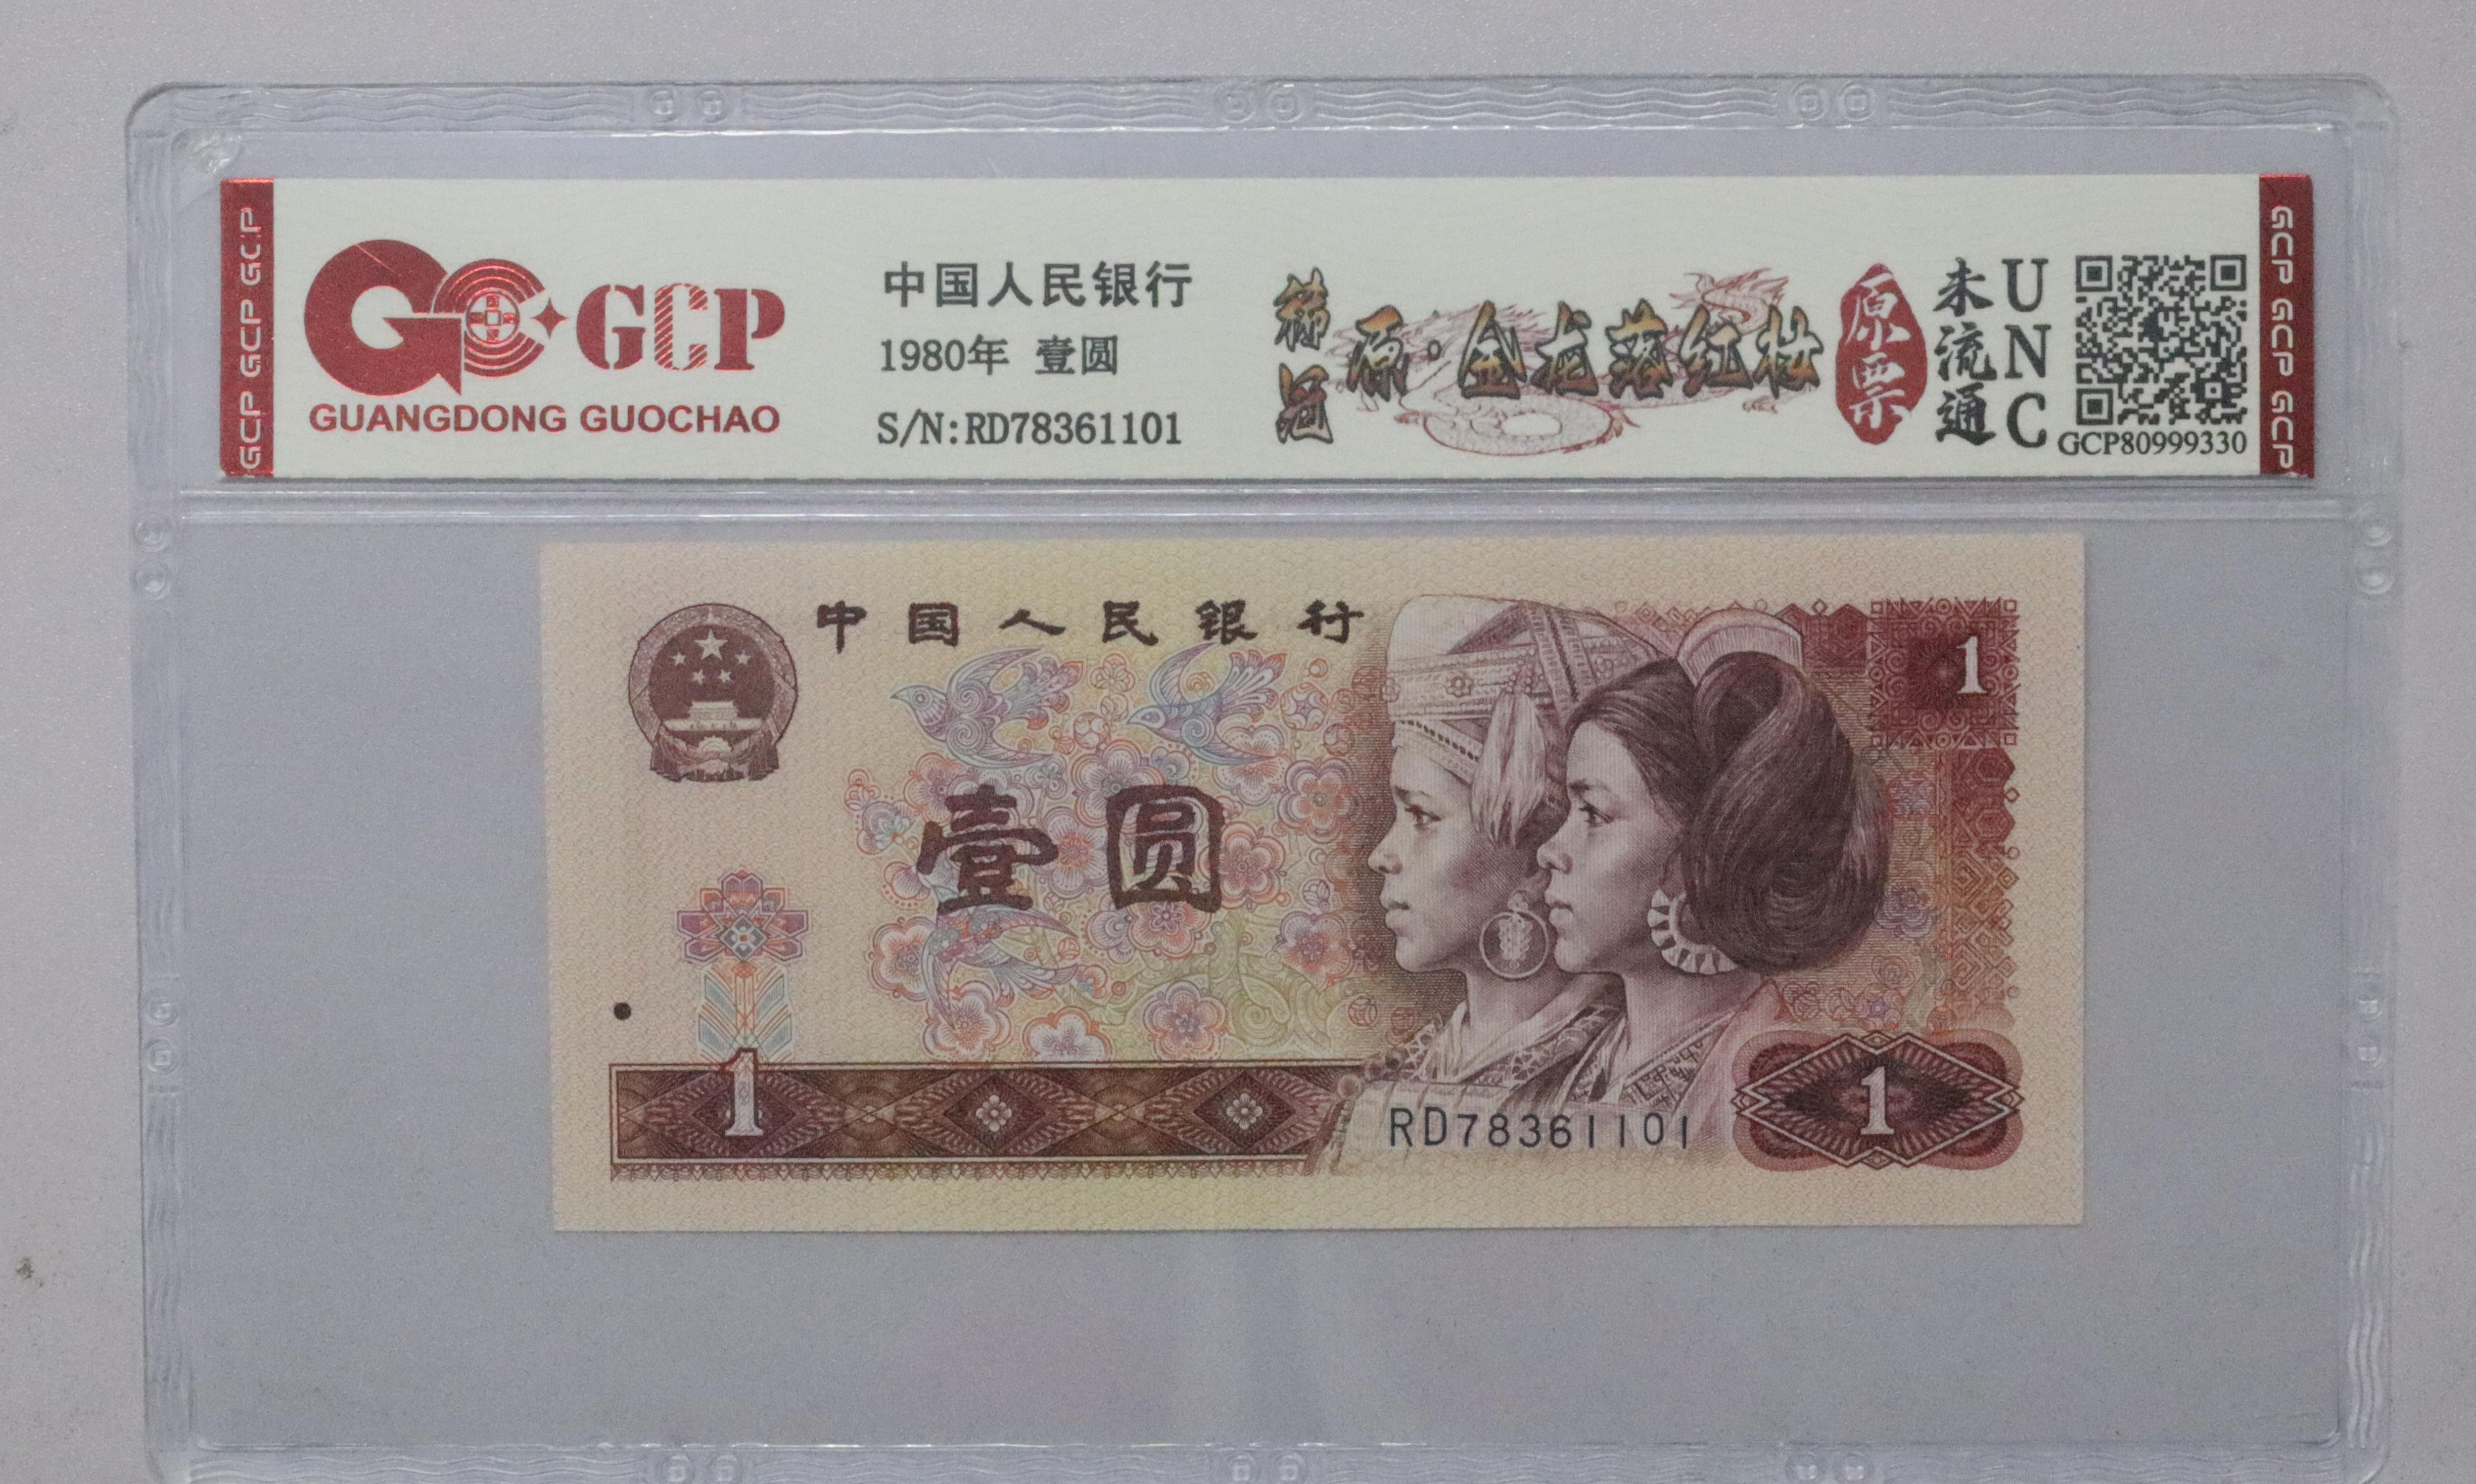 GCP GCP GCP
GCP
GUANGDONG GUOCHAO
中国人民银行
1980年 壹圆
S/N:RD78361101
稀冠
原·金龙落红妆
原票
未流通
UNC
GCP80999330
GCP GCP GCP
中国人民银行
1
壹圆
1
RD78361101
1